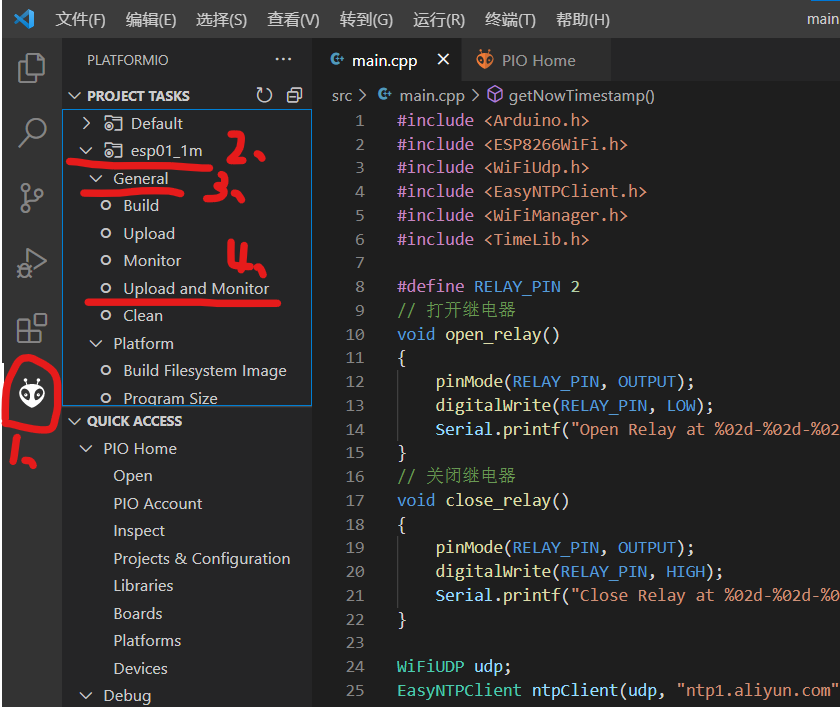 文件(F) 编辑(E) 选择(S) 查看(V) 转到(G) 运行(R) 终端(T) 帮助(H) main
PLATFORMIO ··· main.cpp PIO Home
PROJECT TASKS
src > main.cpp > getNowTimestamp()
Default
esp01_1m 2、
General 3、
Build
Upload
Monitor 4、
Upload and Monitor
Clean
Platform
Build Filesystem Image
Program Size
1、
QUICK ACCESS
PIO Home
Open
PIO Account
Inspect
Projects & Configuration
Libraries
Boards
Platforms
Devices
Debug
1 #include <Arduino.h>
2 #include <ESP8266WiFi.h>
3 #include <WiFiUdp.h>
4 #include <EasyNTPClient.h>
5 #include <WiFiManager.h>
6 #include <TimeLib.h>
7
8 #define RELAY_PIN 2
9 // 打开继电器
10 void open_relay()
11 {
12 pinMode(RELAY_PIN, OUTPUT);
13 digitalWrite(RELAY_PIN, LOW);
14 Serial.printf("Open Relay at %02d-%02d-%02
15 }
16 // 关闭继电器
17 void close_relay()
18 {
19 pinMode(RELAY_PIN, OUTPUT);
20 digitalWrite(RELAY_PIN, HIGH);
21 Serial.printf("Close Relay at %02d-%02d-%0
22 }
23
24 WiFiUDP udp;
25 EasyNTPClient ntpClient(udp, "ntp1.aliyun.com"